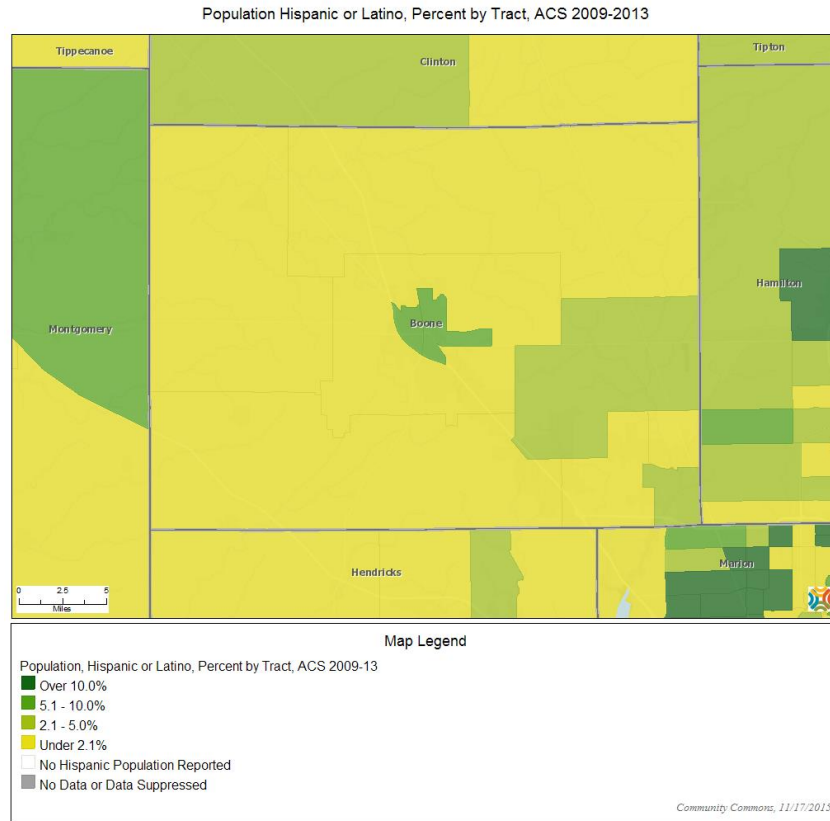 Population Hispanic or Latino, Percent by Tract, ACS 2009-2013
Tippecanoe
Clinton
Tipton
Hamilton
Montgomery
Boone
Hendricks
Marion
0 2.5 5
Miles
Map Legend
Population, Hispanic or Latino, Percent by Tract, ACS 2009-13
Over 10.0%
5.1 - 10.0%
2.1 - 5.0%
Under 2.1%
No Hispanic Population Reported
No Data or Data Suppressed
Community Commons, 11/17/2015